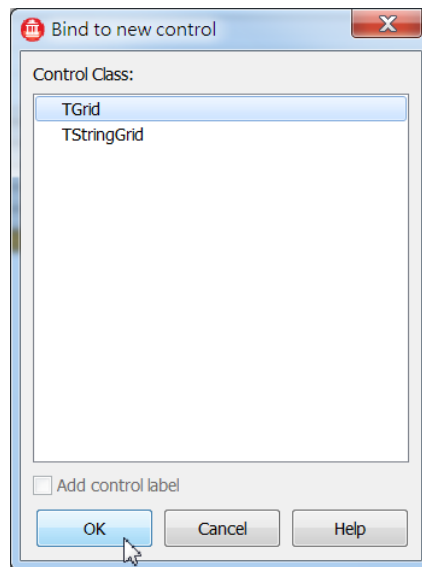 Bind to new control
Control Class:
TGrid
TStringGrid
Add control label
OK Cancel Help